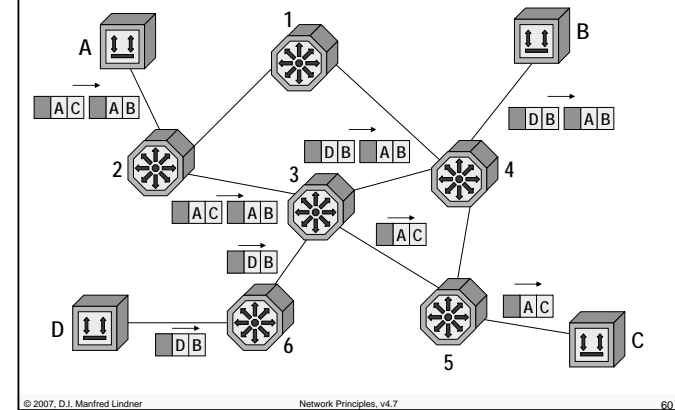 1
A
B
A C A B
D B A B
D B A B
2
3
4
A C A B
A C
D B
A C
D
D B
6
5
C
© 2007, D.I. Manfred Lindner
Network Principles, v4.7
60